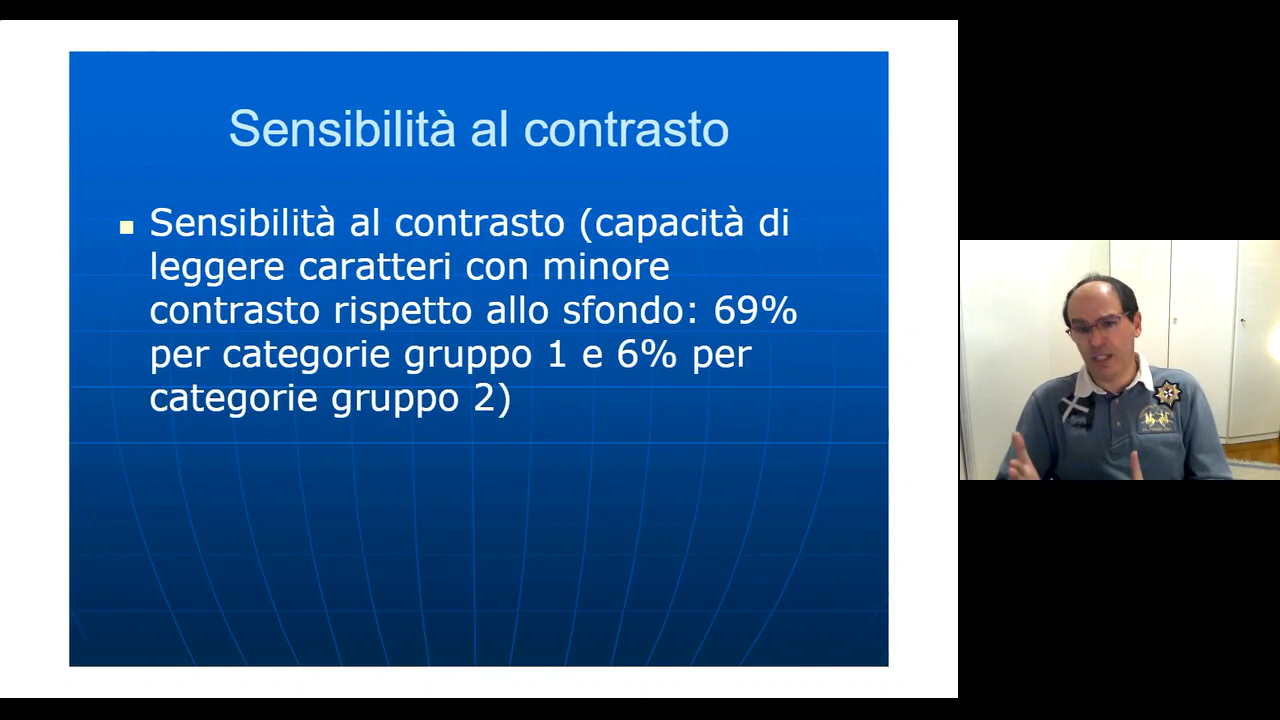 Sensibilità al contrasto
Sensibilità al contrasto (capacità di
leggere caratteri con minore
contrasto rispetto allo sfondo: 69%
per categorie gruppo 1 e 6% per
categorie gruppo 2)